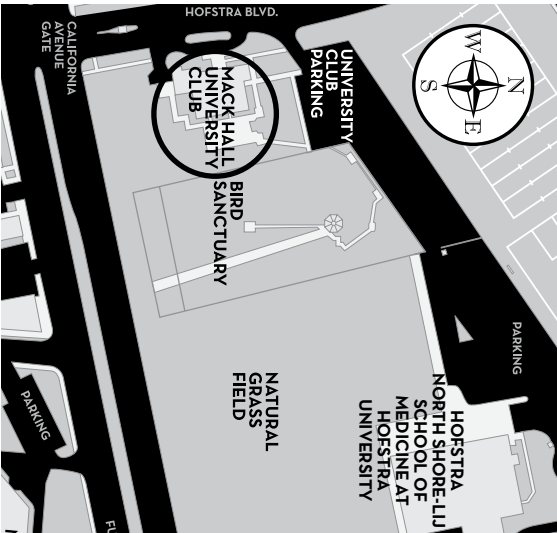 HOFSTRA BLVD.
CALIFORNIA
AVENUE
GATE
MACK HALL
UNIVERSITY
CLUB
UNIVERSITY
CLUB
PARKING
W
N
S
E
BIRD
SANCTUARY
NATURAL
GRASS
FIELD
PARKING
HOFSTRA
NORTH SHORE-LIJ
SCHOOL OF
MEDICINE AT
HOFSTRA
UNIVERSITY
PARKING
FU